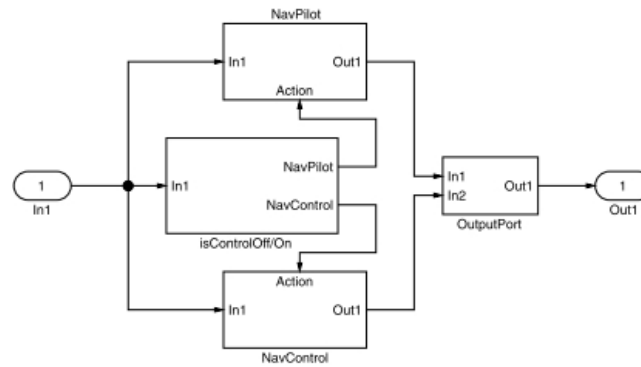 NavPilot
In1
Out1
Action
1
In1
In1
NavPilot
NavControl
isControlOff/On
In1
In2
Out1
OutputPort
1
Out1
Action
In1
Out1
NavControl